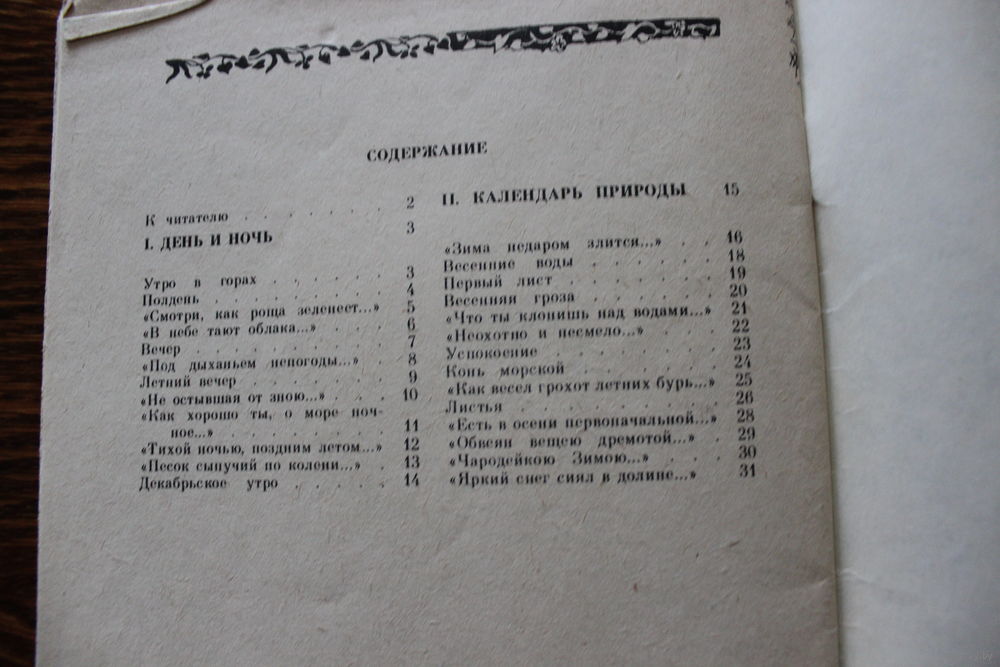 СОДЕРЖАНИЕ
К читателю . . . . . . . 2
I. ДЕНЬ И НОЧЬ 3
Утро в горах . . . . . 3
Полдень . . . . . . . . 4
«Смотри, как роща зеленеет...» 5
«В небе тают облака...» . . . 6
Вечер . . . . . . . . . 7
«Под дыханьем непогоды...» . 8
Летний вечер . . . . . . 9
«Не остывшая от зною...» . . . 10
«Как хорошо ты, о море ноч-
ное...» . . . . . . . 11
«Тихой ночью, поздним летом...» 12
«Песок сыпучий по колени...» . 13
Декабрьское утро . . . . . 14
II. КАЛЕНДАРЬ ПРИРОДЫ 15
«Зима недаром злится...» . . 16
Весенние воды . . . . . . 18
Первый лист . . . . . . 19
Весенняя гроза . . . . . 20
«Что ты клонишь над водами...» 21
«Неохотно и несмело...» . . . 22
Успокоение . . . . . . . 23
Конь морской . . . . . . 24
«Как весел грохот летних бурь...» 25
Листья . . . . . . . . 26
«Есть в осени первоначальной...» 28
«Обвеян вещею дремотой...» . 29
«Чародейкою Зимою...» . . . 30
«Яркий снег сиял в долине...» 31